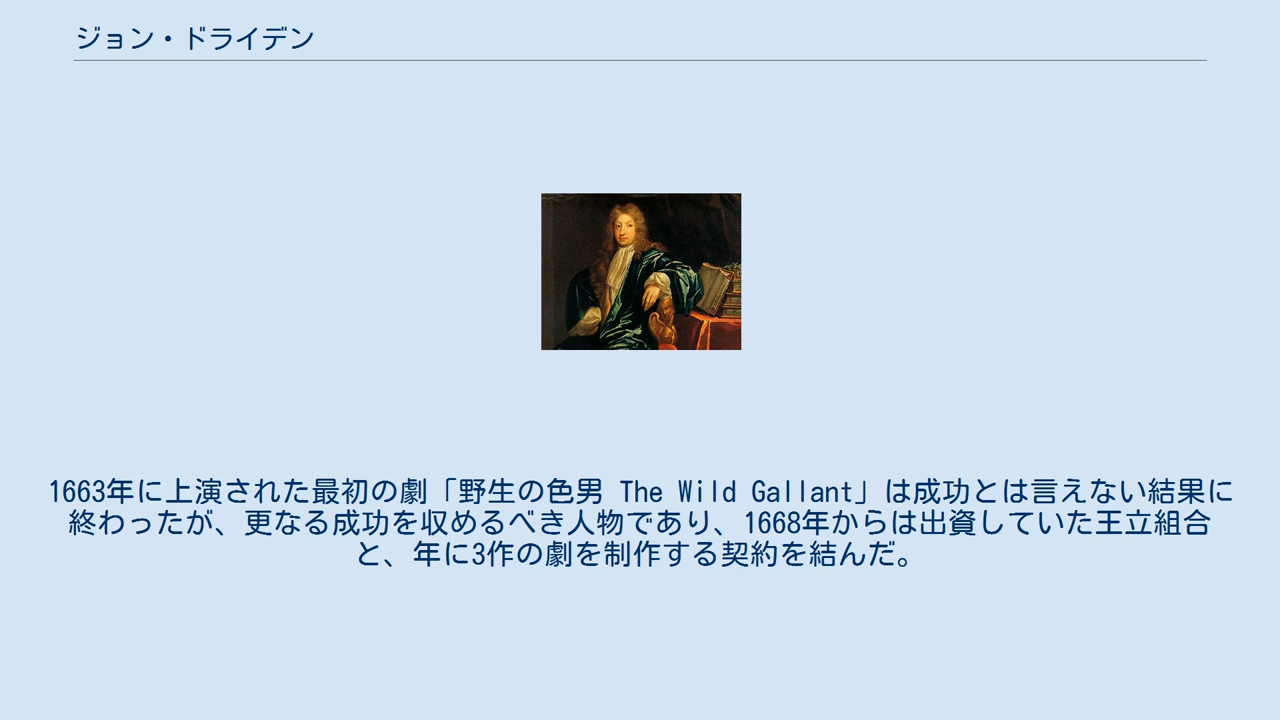 ジョン・ドライデン
1663年に上演された最初の劇「野生の色男 The Wild Gallant」は成功とは言えない結果に
終わったが、更なる成功を収めるべき人物であり、1668年からは出資していた王立組合
と、年に3作の劇を制作する契約を結んだ。